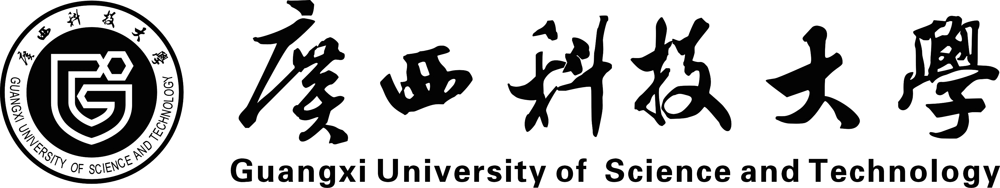 廣西科技大學
GUANGXI UNIVERSITY OF SCIENCE AND TECHNOLOGY
廣西科技大學
Guangxi University of Science and Technology